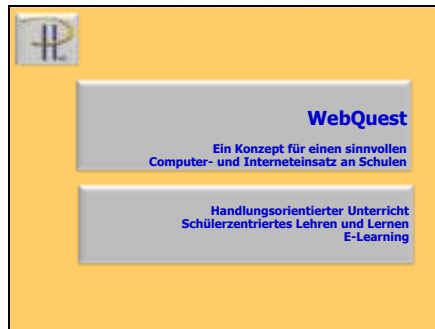 WebQuest
Ein Konzept für einen sinnvollen
Computer- und Interneteinsatz an Schulen
Handlungsorientierter Unterricht
Schülerzentriertes Lehren und Lernen
E-Learning